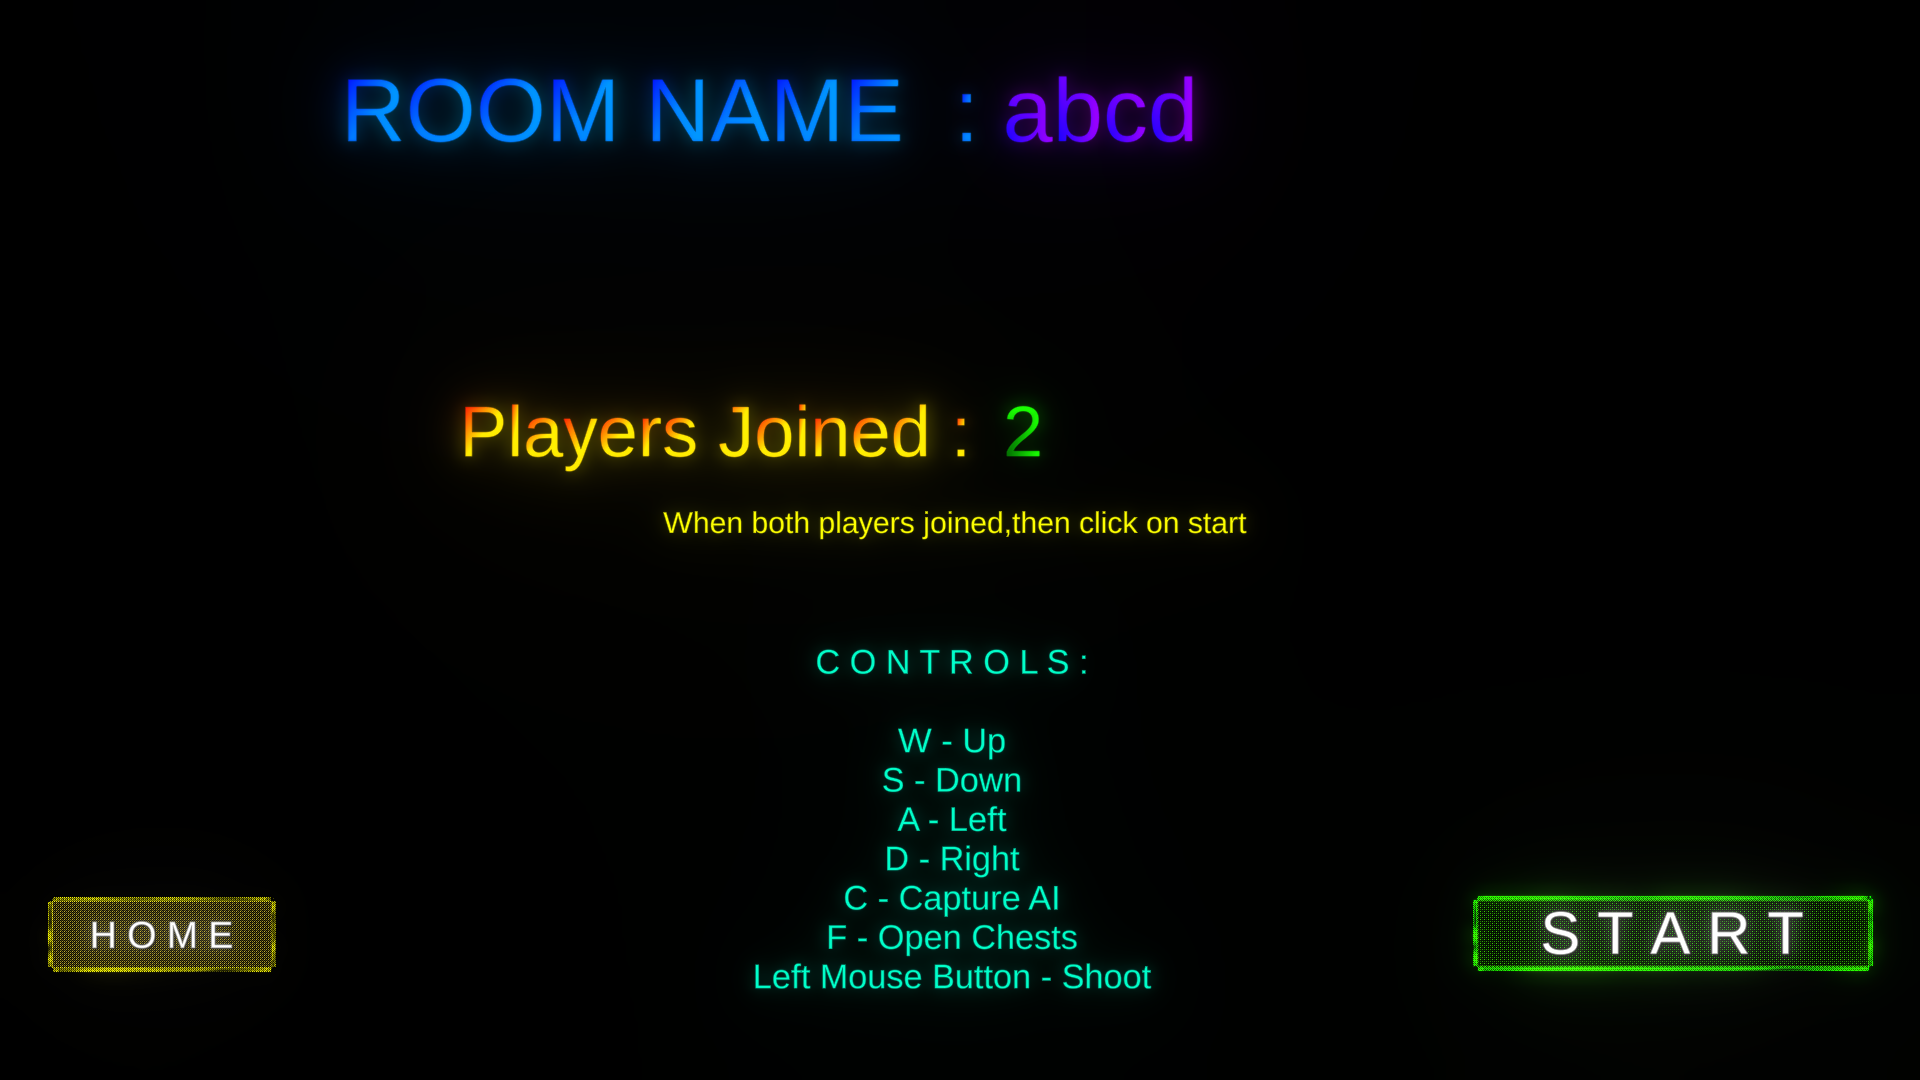 ROOM NAME : abcd
Players Joined : 2
When both players joined,then click on start
CONTROLS:
W - Up
S - Down
A - Left
D - Right
C - Capture AI
F - Open Chests
Left Mouse Button - Shoot
HOME
START